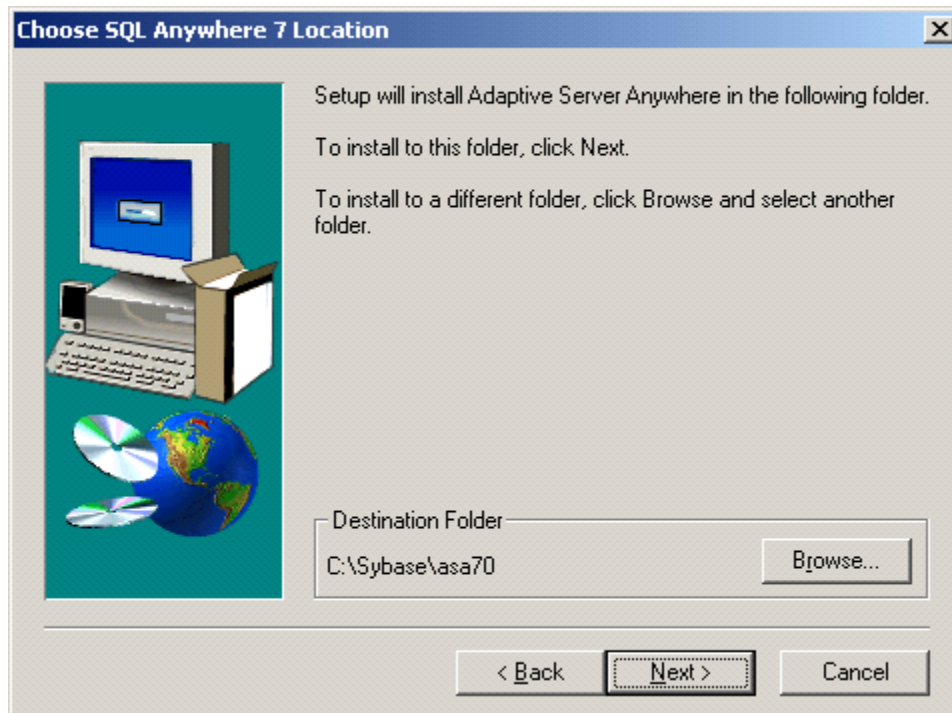 Choose SQL Anywhere 7 Location
Setup will install Adaptive Server Anywhere in the following folder.
To install to this folder, click Next.
To install to a different folder, click Browse and select another
folder.
Destination Folder
C:\Sybase\asa70
Browse...
< Back
Next >
Cancel